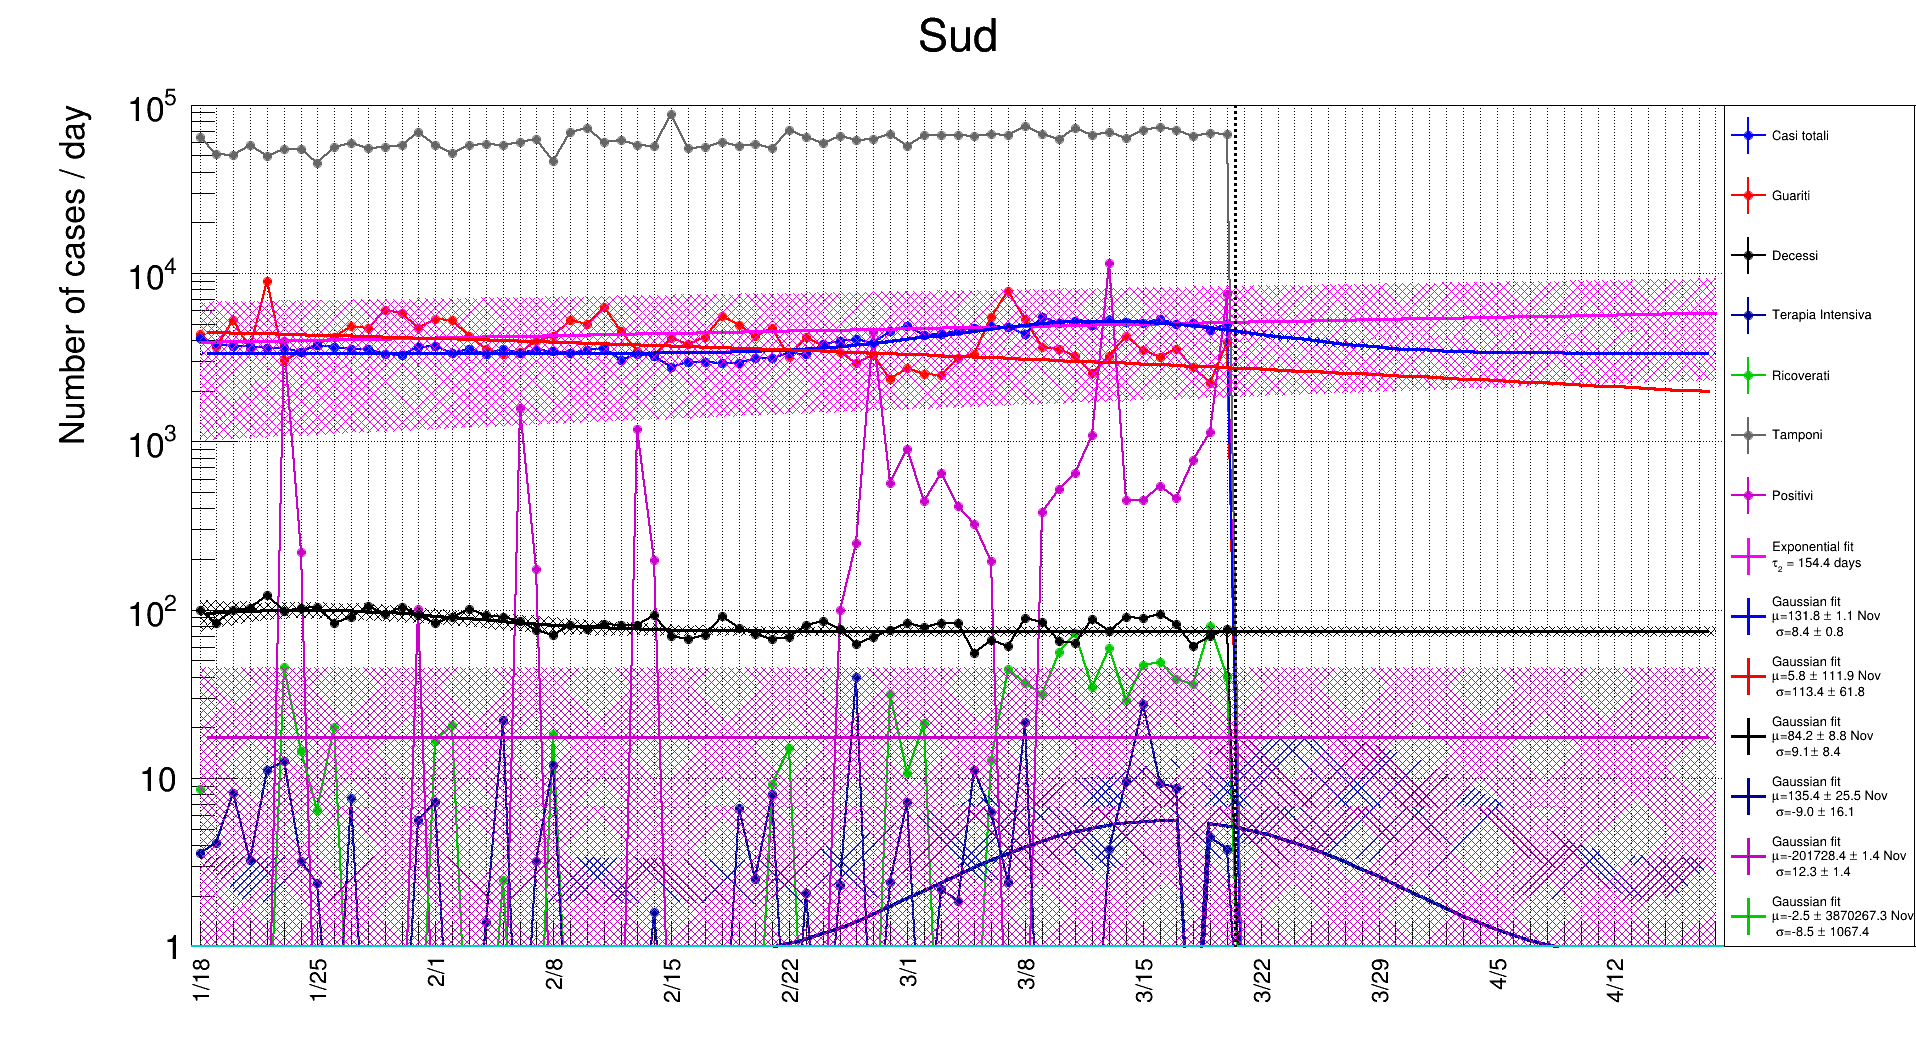 Sud
Number of cases / day
10^5
10^4
10^3
10^2
10
1
1/18
1/25
2/1
2/8
2/15
2/22
3/1
3/8
3/15
3/22
3/29
4/5
4/12
Casi totali
Guariti
Decessi
Terapia Intensiva
Ricoverati
Tamponi
Positivi
Exponential fit
τ₂ = 154.4 days
Gaussian fit
μ=131.8 ± 1.1 Nov
σ=8.4 ± 0.8
Gaussian fit
μ=5.8 ± 111.9 Nov
σ=113.4 ± 61.8
Gaussian fit
μ=84.2 ± 8.8 Nov
σ=9.1 ± 8.4
Gaussian fit
μ=135.4 ± 25.5 Nov
σ=-9.0 ± 16.1
Gaussian fit
μ=-201728.4 ± 1.4 Nov
σ=12.3 ± 1.4
Gaussian fit
μ=-2.5 ± 3870267.3 Nov
σ=-8.5 ± 1067.4